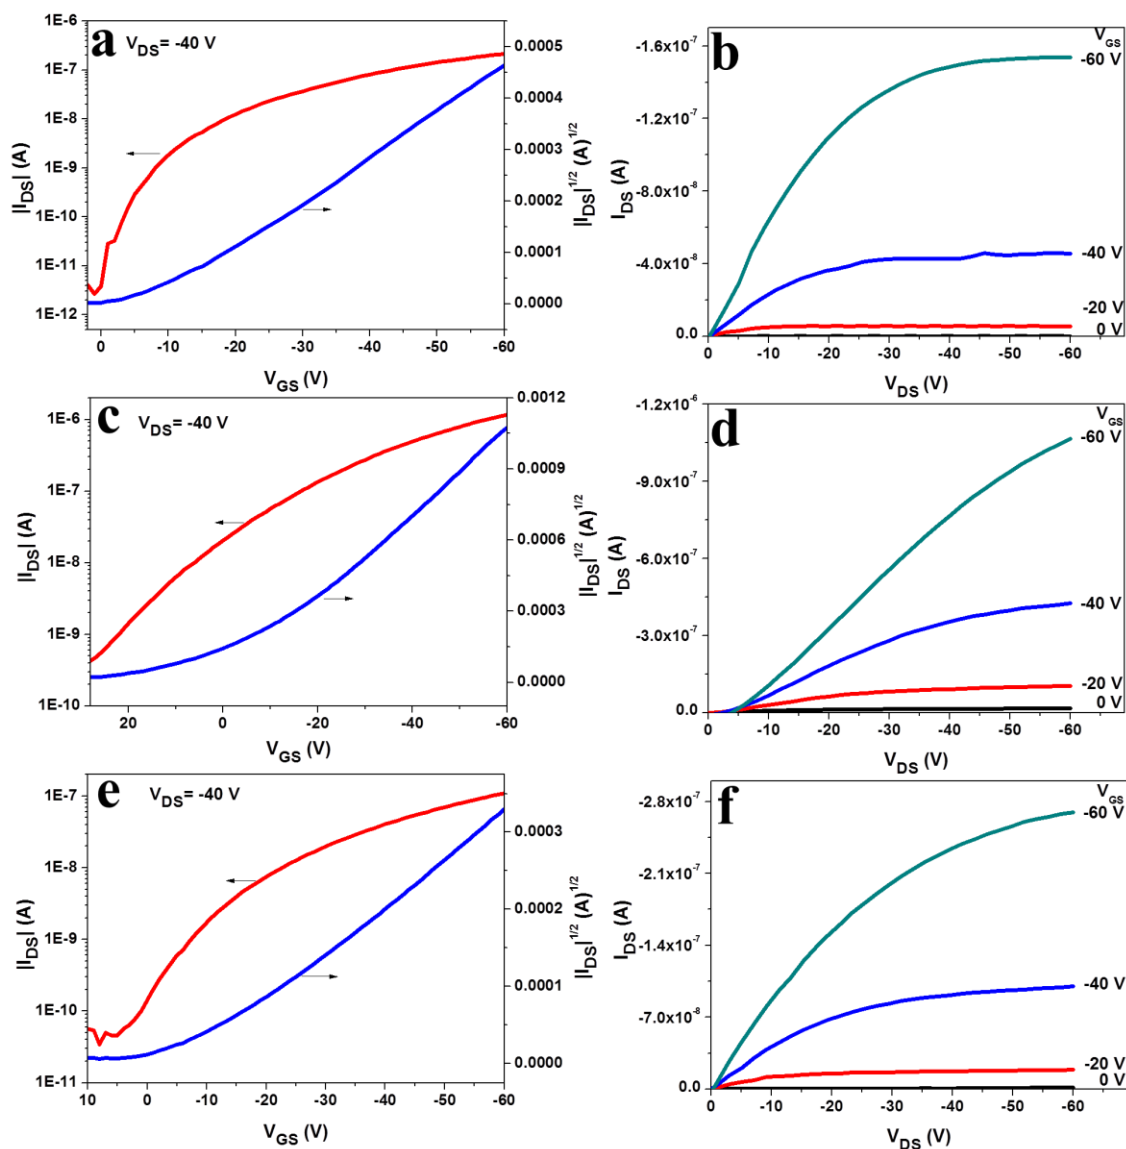 a
V_DS= -40 V
1E-6
1E-7
1E-8
1E-9
1E-10
1E-11
1E-12
|I_DS| (A)
0.0005
0.0004
0.0003
0.0002
0.0001
0.0000
|I_DS|^1/2 (A)^1/2
0 -10 -20 -30 -40 -50 -60
V_GS (V)
b
V_GS
-60 V
-40 V
-20 V
0 V
-1.6x10^-7
-1.2x10^-7
-8.0x10^-8
-4.0x10^-8
0.0
I_DS (A)
0 -10 -20 -30 -40 -50 -60
V_DS (V)
c
V_DS= -40 V
1E-6
1E-7
1E-8
1E-9
1E-10
|I_DS| (A)
0.0012
0.0009
0.0006
0.0003
0.0000
|I_DS|^1/2 (A)^1/2
20 0 -20 -40 -60
V_GS (V)
d
V_GS
-60 V
-40 V
-20 V
0 V
-1.2x10^-6
-9.0x10^-7
-6.0x10^-7
-3.0x10^-7
0.0
I_DS (A)
0 -10 -20 -30 -40 -50 -60
V_DS (V)
e
V_DS= -40 V
1E-7
1E-8
1E-9
1E-10
1E-11
|I_DS| (A)
0.0003
0.0002
0.0001
0.0000
|I_DS|^1/2 (A)^1/2
10 0 -10 -20 -30 -40 -50 -60
V_GS (V)
f
V_GS
-60 V
-40 V
-20 V
0 V
-2.8x10^-7
-2.1x10^-7
-1.4x10^-7
-7.0x10^-8
0.0
I_DS (A)
0 -10 -20 -30 -40 -50 -60
V_DS (V)